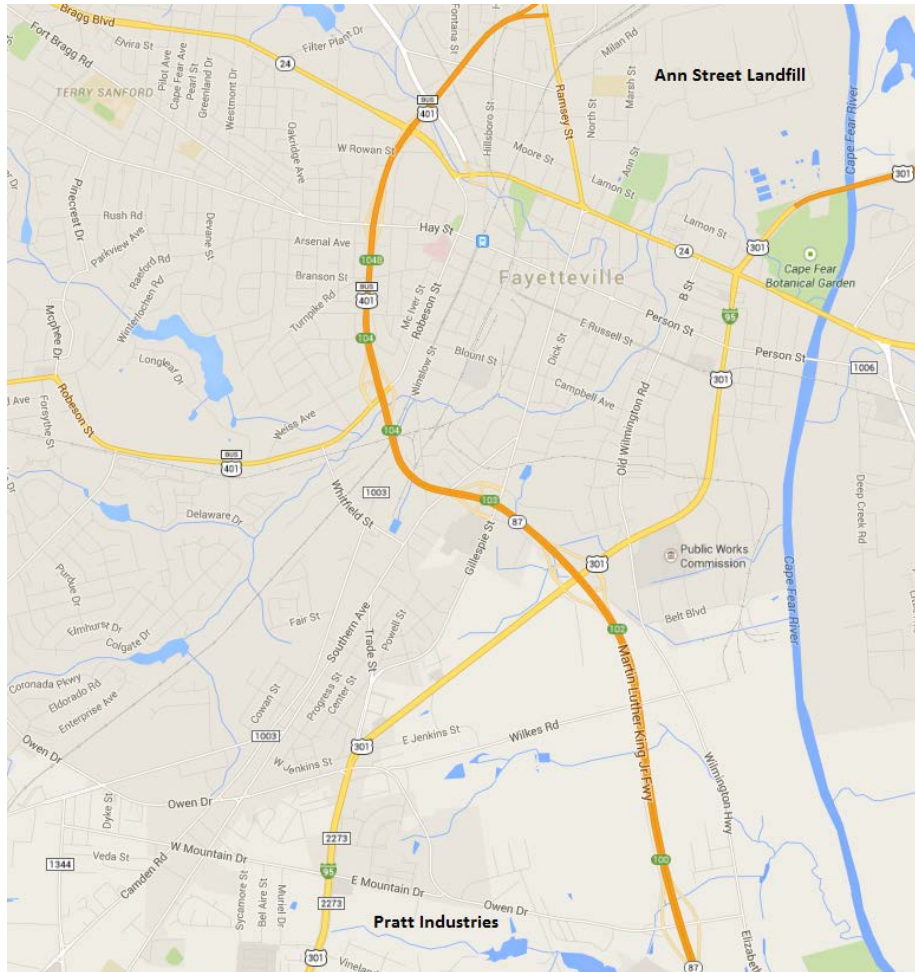 Bragg Blvd
Fort Bragg Rd
Elvira St
Pilot Ave
Cape Fear Ave
Pearl St
Greenland Dr
Westmont Dr
Filter Plant Dr
Fontana St
Milan Rd
Ann Street Landfill
24
TERRY SANFORD
BUS
401
Ramsey St
North St
Marsh St
Hillsboro St
Oakridge Ave
W Rowan St
Moore St
Ann St
Lamon St
Cape Fear River
301
Pinecrest Dr
Rush Rd
Parkview Ave
Devane St
Hay St
Arsenal Ave
Lamon St
301
24
Raeford Rd
Winterlochen Rd
104B
Branson St
BUS
401
Turnpike Rd
Mc Iver St
Robeson St
Fayetteville
B St
Cape Fear
Botanical Garden
Mcphee Dr
104
Winslow St
Blount St
Dick St
E Russell St
Person St
95
Person St
1006
Longlear Dr
Campbell Ave
301
Robeson St
Forsythe St
Weiss Ave
104
Old Wilmington Rd
BUS
401
1003
103
Deep Creek Rd
Whitfield St
87
Delaware Dr
Gillespie St
301
Public Works
Commission
Cape Fear River
Purdue Dr
Elmhurst Dr
Colgate Dr
Fair St
Southern Ave
Trade St
Powell St
Belt Blvd
102
Martin Luther King Jr Fwy
Coronada Pkwy
Eldorado Rd
Enterprise Ave
Cowan St
Progress St
Center St
1003
301
E Jenkins St
Wilkes Rd
W Jenkins St
Wilmington Hwy
Owen Dr
Owen Dr
Dyke St
2273
1344
Veda St
W Mountain Dr
Camden Rd
95
100
Sycamore St
Bel Aire St
Muriel Dr
E Mountain Dr
2273
Owen Dr
Pratt Industries
301
87